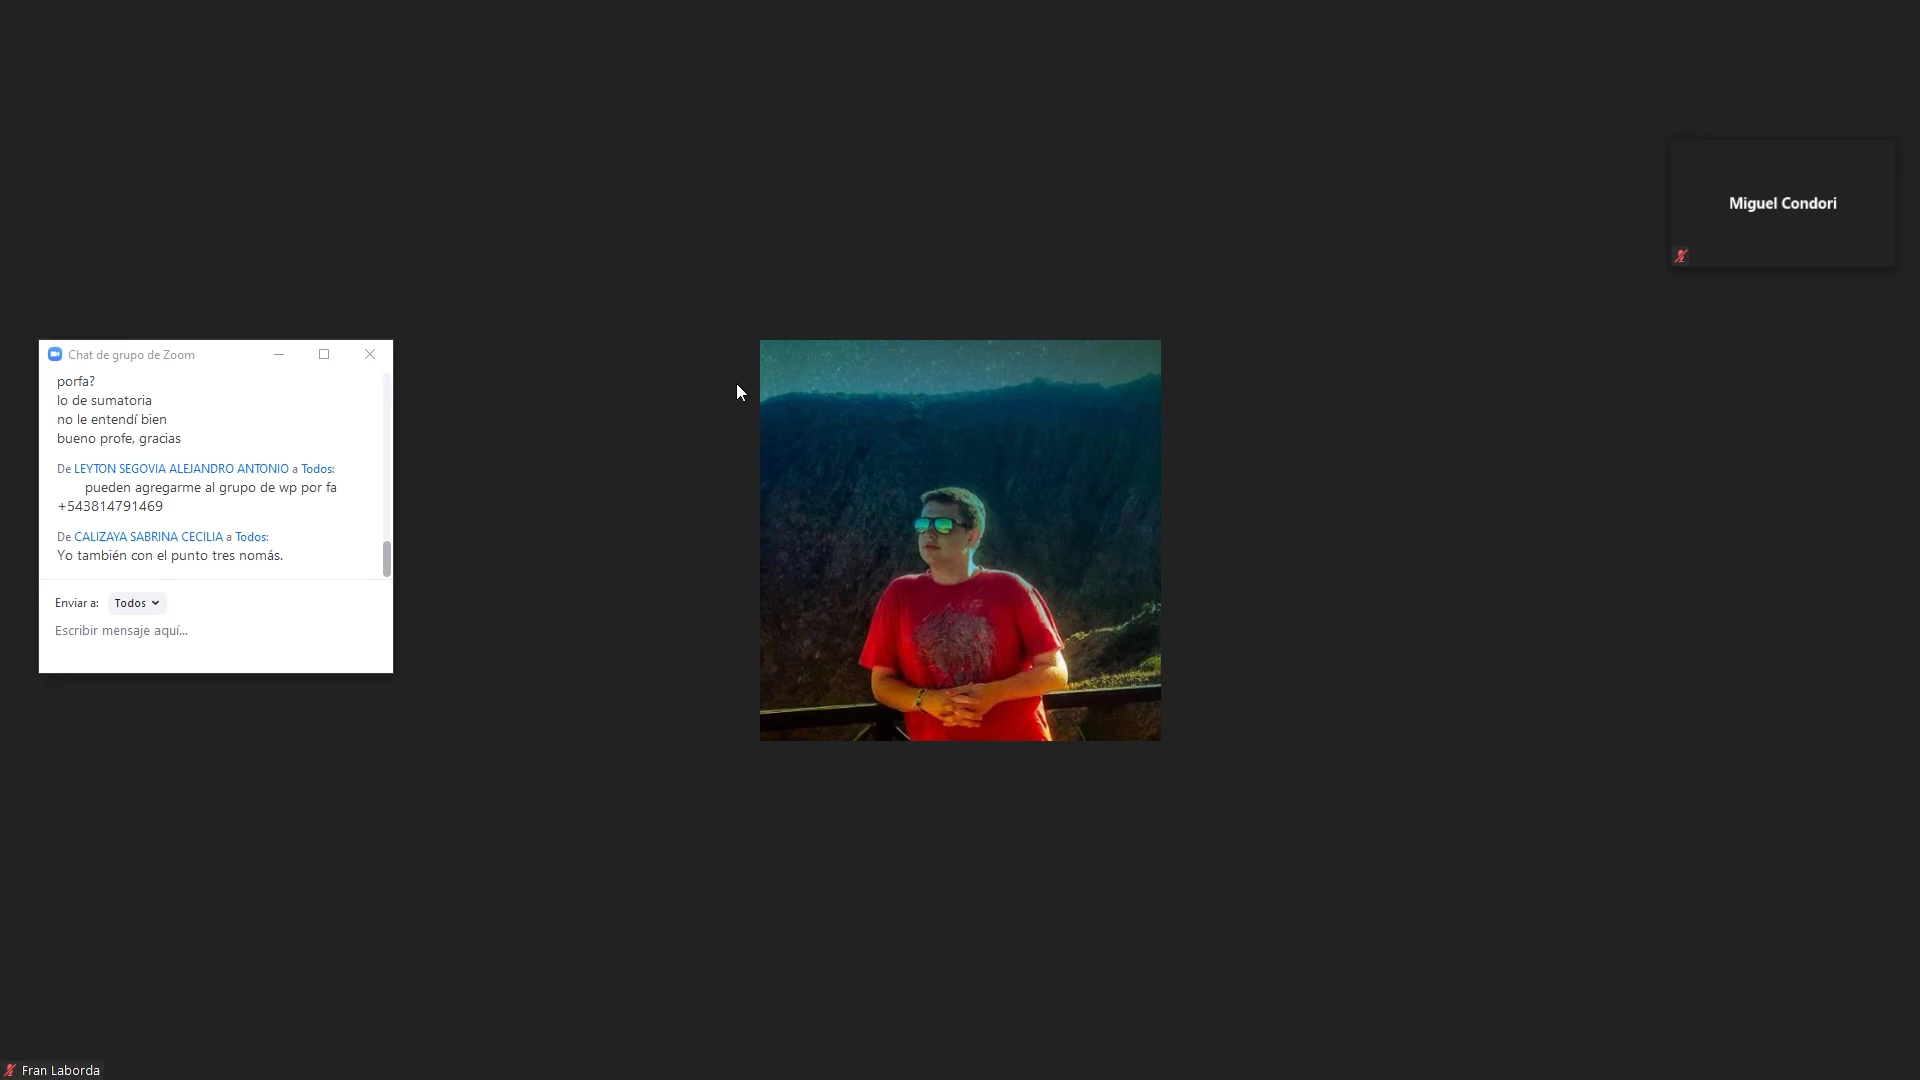 Miguel Condori
Chat de grupo de Zoom
porfa?
lo de sumatoria
no le entendí bien
bueno profe, gracias
De LEYTON SEGOVIA ALEJANDRO ANTONIO a Todos:
pueden agregarme al grupo de wp por fa
+543814791469
De CALIZAYA SABRINA CECILIA a Todos:
Yo también con el punto tres nomás.
Enviar a: Todos
Escribir mensaje aquí...
Fran Laborda